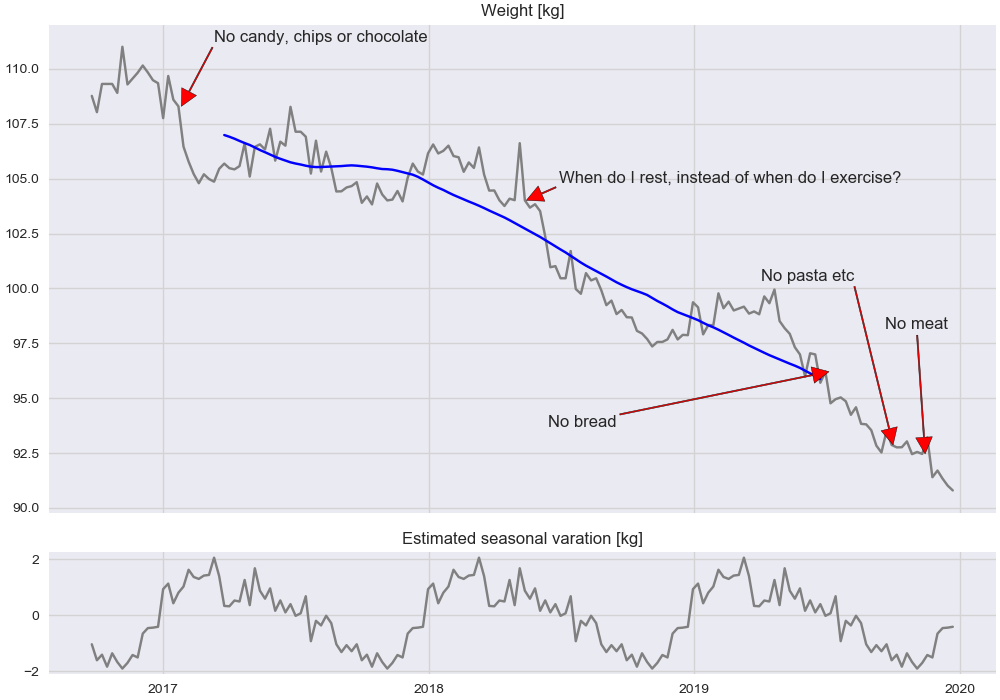 Weight [kg]
No candy, chips or chocolate
110.0
107.5
105.0
When do I rest, instead of when do I exercise?
102.5
No pasta etc
100.0
No meat
97.5
95.0
No bread
92.5
90.0
Estimated seasonal varation [kg]
2
0
−2
2017
2018
2019
2020